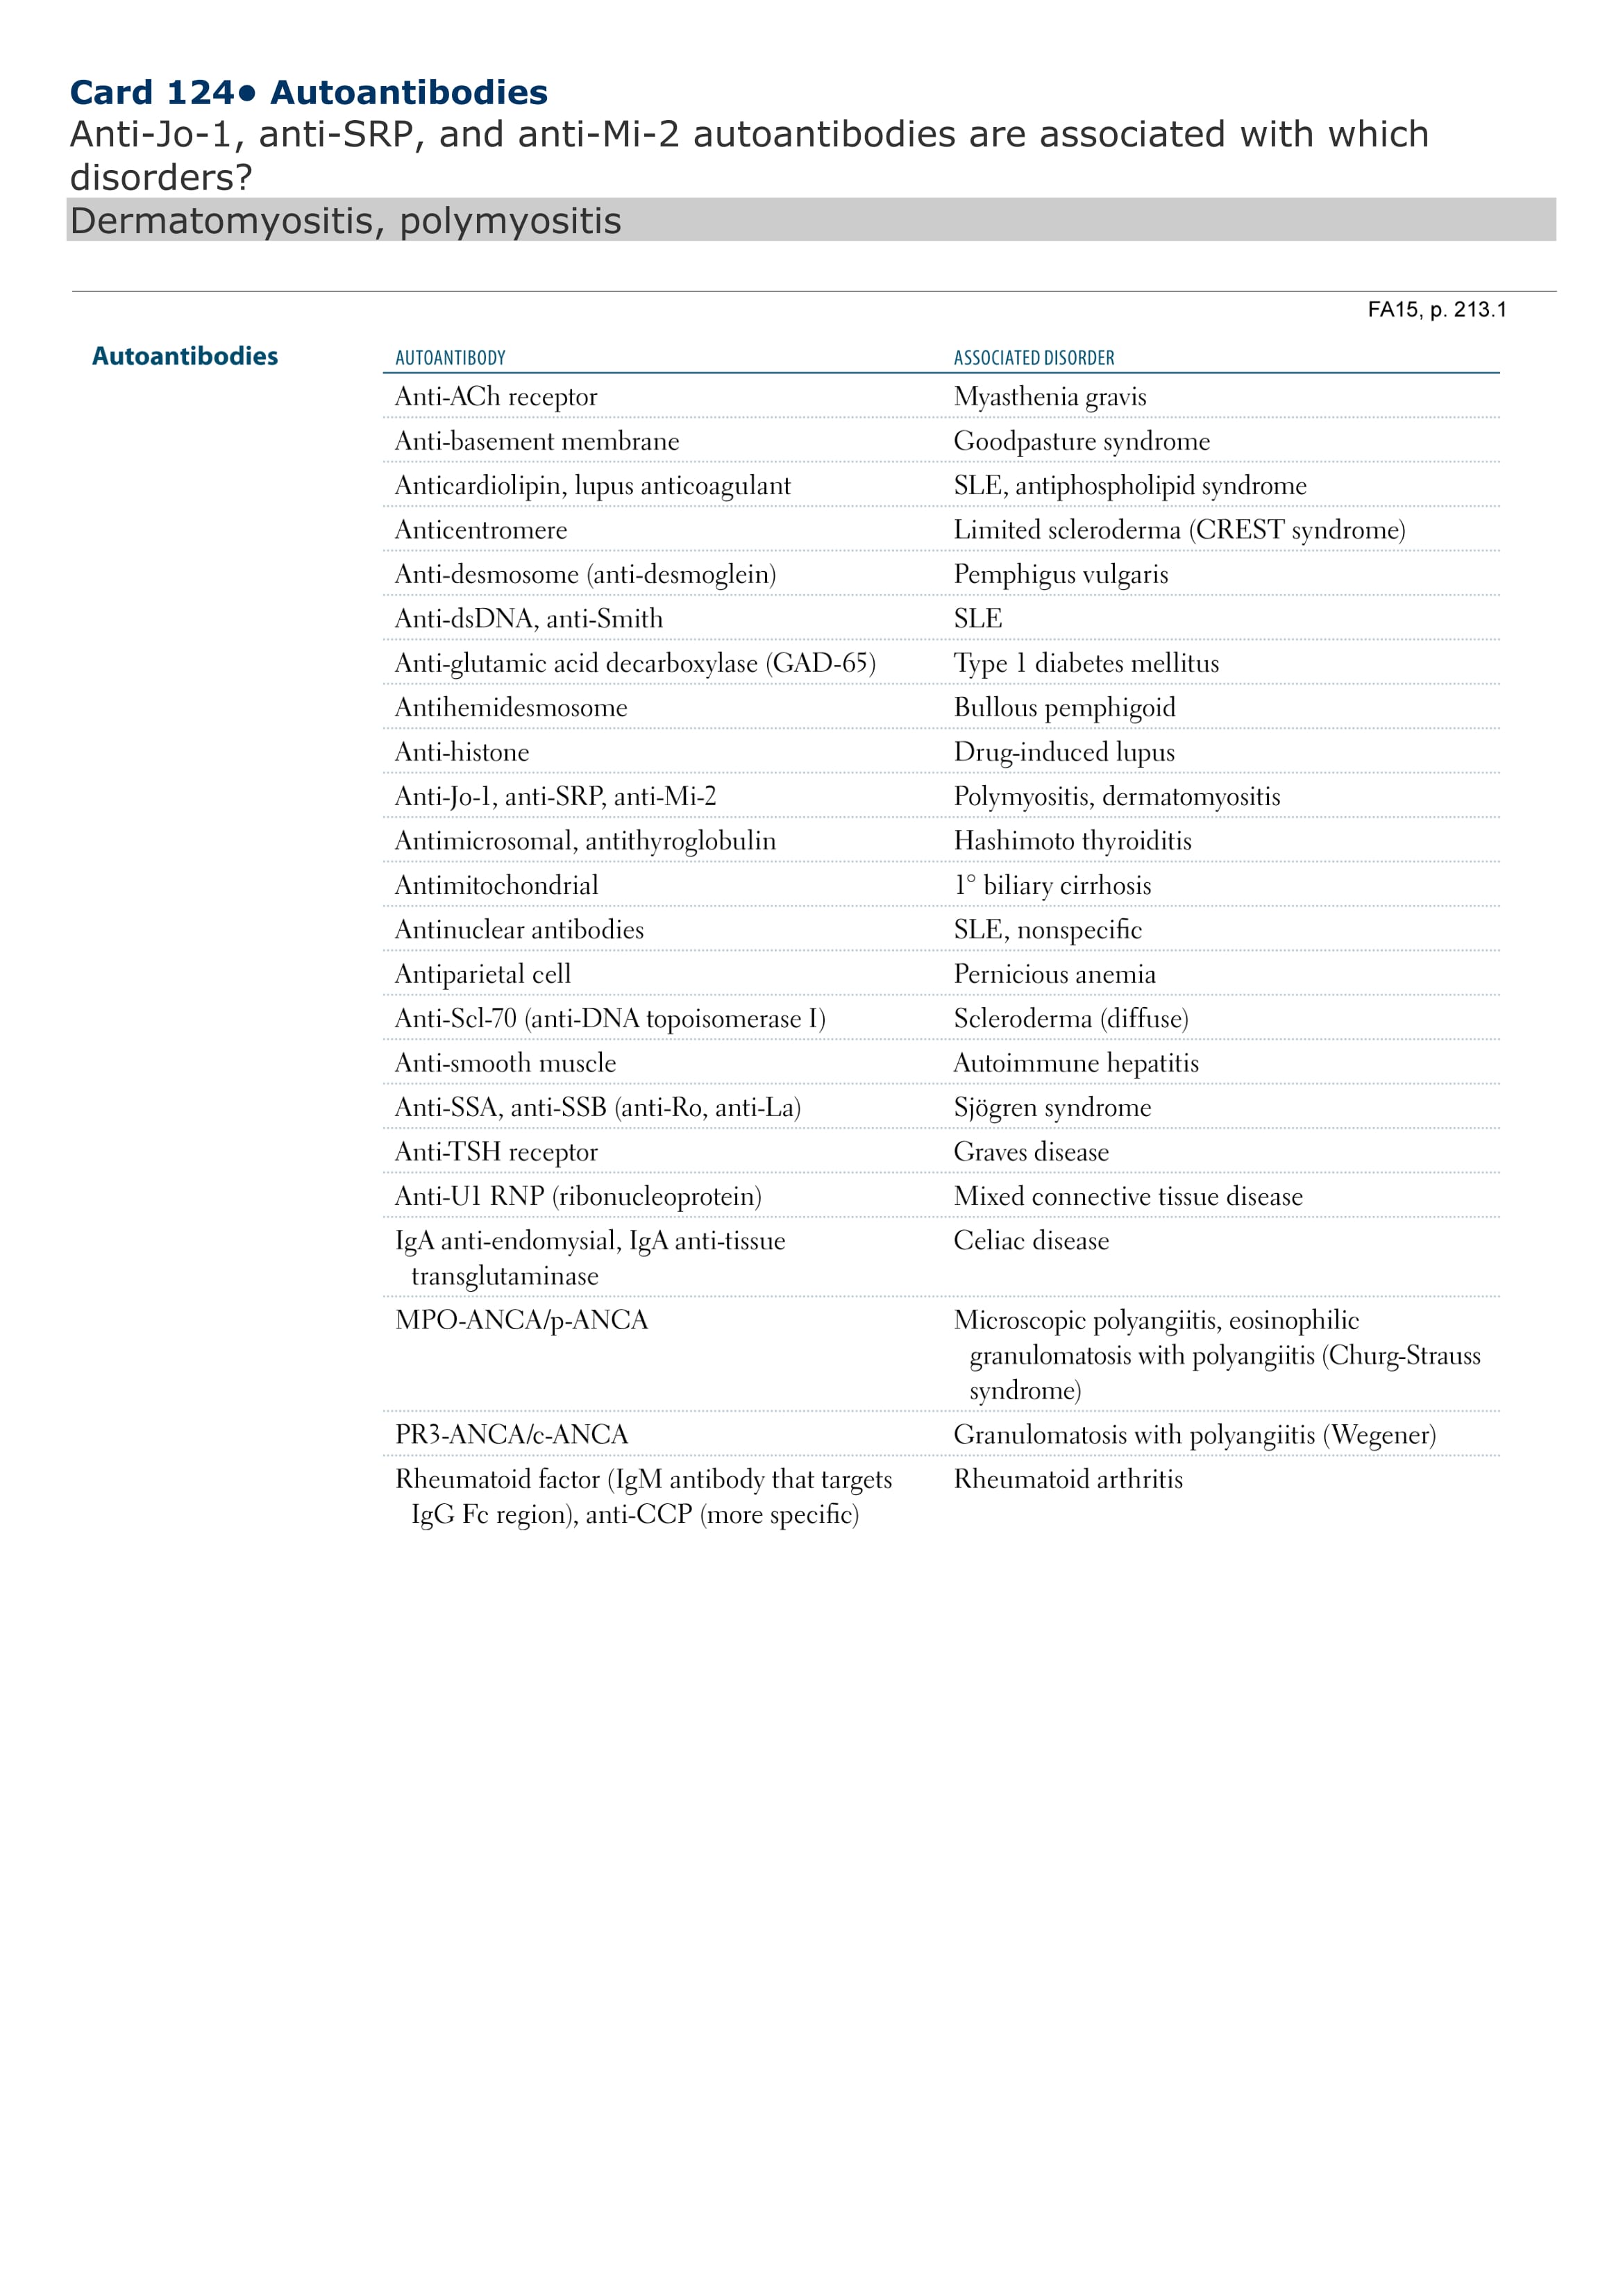 Card 124• Autoantibodies
Anti-Jo-1, anti-SRP, and anti-Mi-2 autoantibodies are associated with which
disorders?
Dermatomyositis, polymyositis
FA15, p. 213.1
Autoantibodies
AUTOANTIBODY ASSOCIATED DISORDER
Anti-ACh receptor Myasthenia gravis
Anti-basement membrane Goodpasture syndrome
Anticardiolipin, lupus anticoagulant SLE, antiphospholipid syndrome
Anticentromere Limited scleroderma (CREST syndrome)
Anti-desmosome (anti-desmoglein) Pemphigus vulgaris
Anti-dsDNA, anti-Smith SLE
Anti-glutamic acid decarboxylase (GAD-65) Type 1 diabetes mellitus
Antihemidesmosome Bullous pemphigoid
Anti-histone Drug-induced lupus
Anti-Jo-1, anti-SRP, anti-Mi-2 Polymyositis, dermatomyositis
Antimicrosomal, antithyroglobulin Hashimoto thyroiditis
Antimitochondrial 1° biliary cirrhosis
Antinuclear antibodies SLE, nonspecific
Antiparietal cell Pernicious anemia
Anti-Scl-70 (anti-DNA topoisomerase I) Scleroderma (diffuse)
Anti-smooth muscle Autoimmune hepatitis
Anti-SSA, anti-SSB (anti-Ro, anti-La) Sjögren syndrome
Anti-TSH receptor Graves disease
Anti-U1 RNP (ribonucleoprotein) Mixed connective tissue disease
IgA anti-endomysial, IgA anti-tissue Celiac disease
transglutaminase
MPO-ANCA/p-ANCA Microscopic polyangiitis, eosinophilic
granulomatosis with polyangiitis (Churg-Strauss
syndrome)
PR3-ANCA/c-ANCA Granulomatosis with polyangiitis (Wegener)
Rheumatoid factor (IgM antibody that targets Rheumatoid arthritis
IgG Fc region), anti-CCP (more specific)